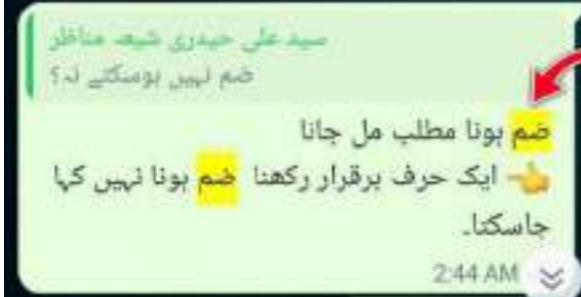 سید علی حیدری شیعہ مناظر
ضم نہیں ہوسکتے نہ؟
ضم ہونا مطلب مل جانا
👈 ایک حرف برقرار رکھنا ضم ہونا نہیں کہا
جاسکتا۔
2:44 AM